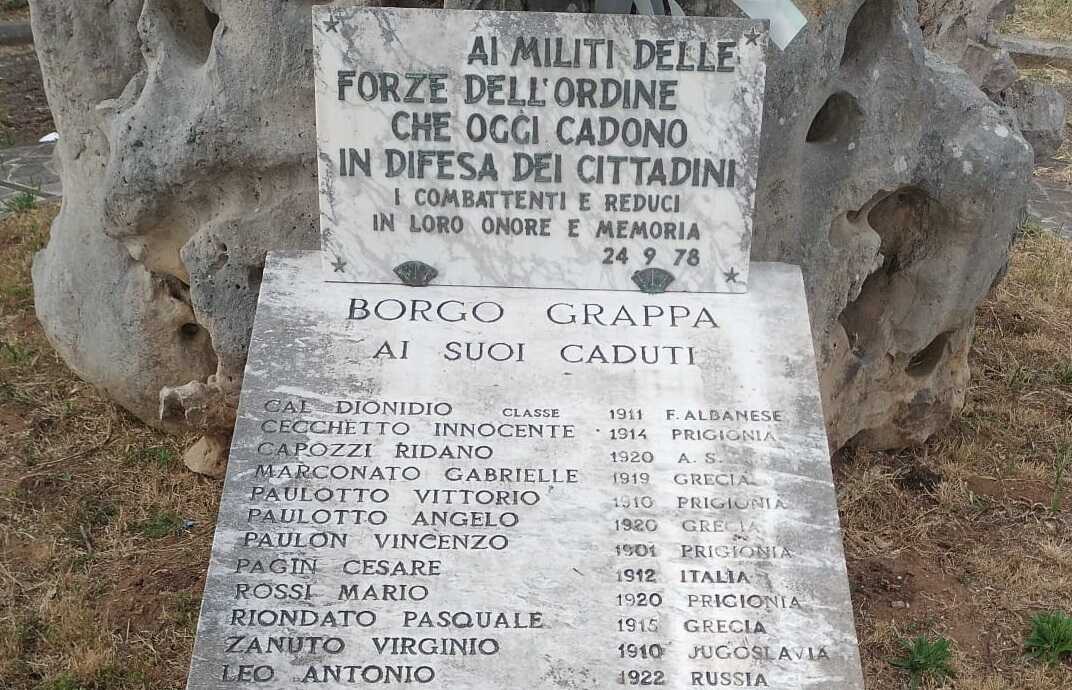 AI MILITI DELLE
FORZE DELL'ORDINE
CHE OGGI CADONO
IN DIFESA DEI CITTADINI
I COMBATTENTI E REDUCI
IN LORO ONORE E MEMORIA
24 9 78
BORGO GRAPPA
AI SUOI CADUTI
CAL DIONIDIO CLASSE 1911 F. ALBANESE
CECCHETTO INNOCENTE 1914 PRIGIONIA
CAPOZZI RIDANO 1920 A. S.
MARCONATO GABRIELLE 1919 GRECIA
PAULOTTO VITTORIO 1910 PRIGIONIA
PAULOTTO ANGELO 1920 GRECIA
PAULON VINCENZO 1901 PRIGIONIA
PAGIN CESARE 1912 ITALIA
ROSSI MARIO 1920 PRIGIONIA
RIONDATO PASQUALE 1915 GRECIA
ZANUTO VIRGINIO 1910 JUGOSLAVIA
LEO ANTONIO 1922 RUSSIA